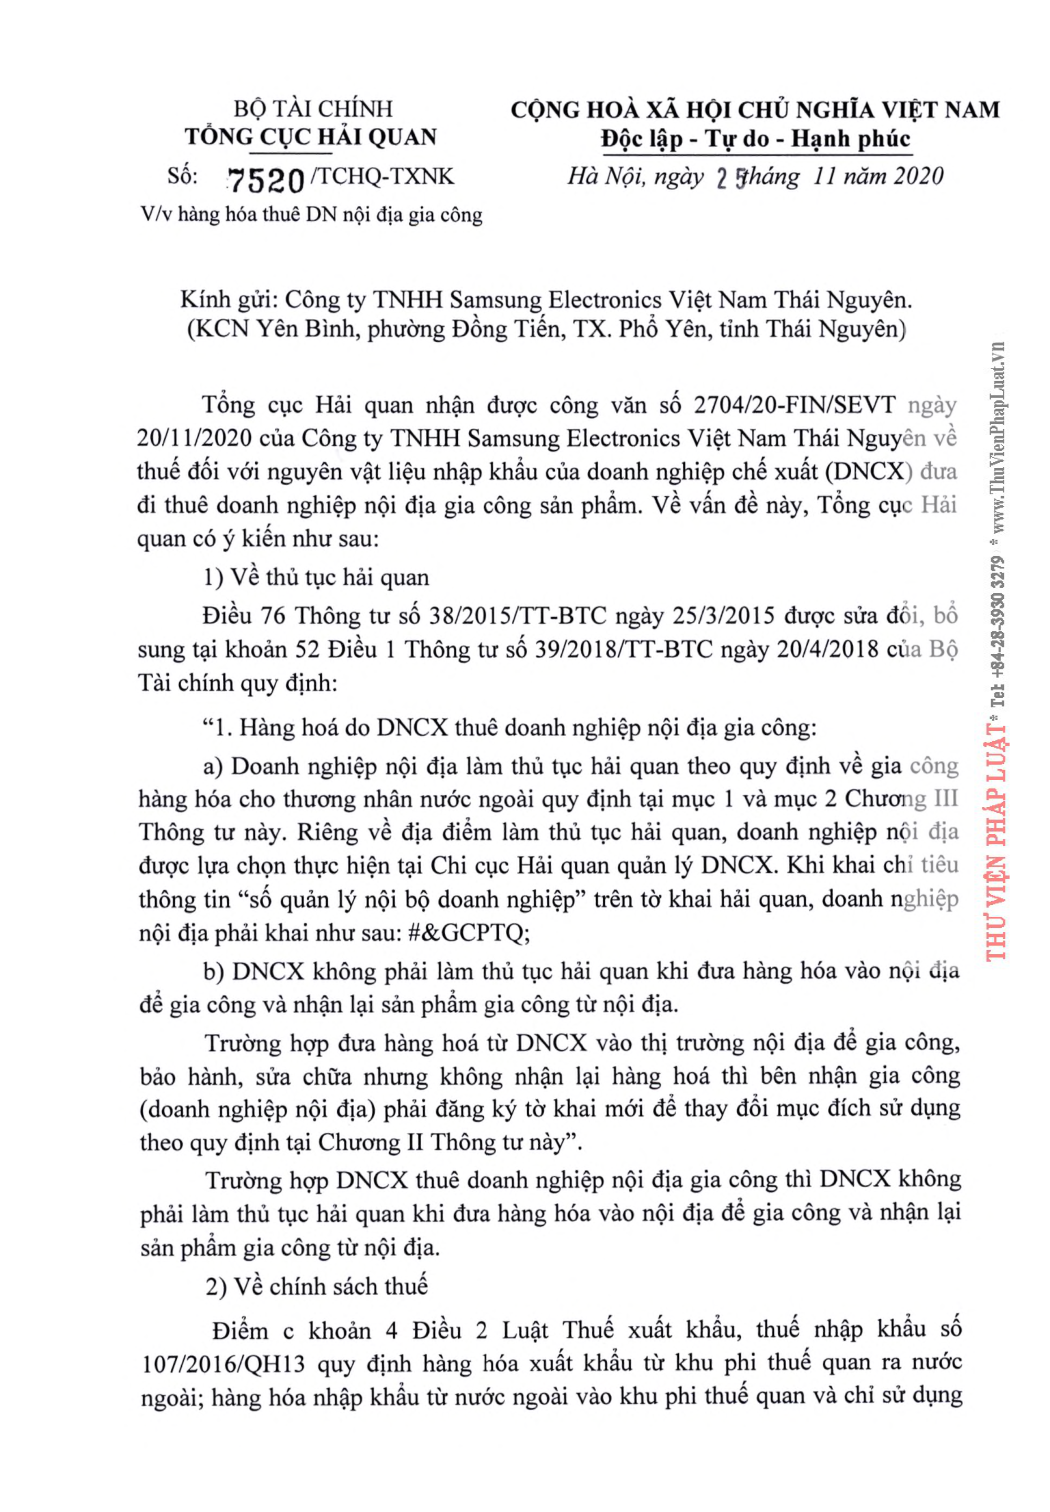 BỘ TÀI CHÍNH
TỔNG CỤC HẢI QUAN
Số: 7520/TCHQ-TXNK
V/v hàng hóa thuê DN nội địa gia công
CỘNG HOÀ XÃ HỘI CHỦ NGHĨA VIỆT NAM
Độc lập - Tự do - Hạnh phúc
Hà Nội, ngày 25 tháng 11 năm 2020
Kính gửi: Công ty TNHH Samsung Electronics Việt Nam Thái Nguyên.
(KCN Yên Bình, phường Đồng Tiến, TX. Phổ Yên, tỉnh Thái Nguyên)
Tổng cục Hải quan nhận được công văn số 2704/20-FIN/SEVT ngày
20/11/2020 của Công ty TNHH Samsung Electronics Việt Nam Thái Nguyên về
thuế đối với nguyên vật liệu nhập khẩu của doanh nghiệp chế xuất (DNCX) đưa
đi thuê doanh nghiệp nội địa gia công sản phẩm. Về vấn đề này, Tổng cục Hải
quan có ý kiến như sau:
1) Về thủ tục hải quan
Điều 76 Thông tư số 38/2015/TT-BTC ngày 25/3/2015 được sửa đổi, bổ
sung tại khoản 52 Điều 1 Thông tư số 39/2018/TT-BTC ngày 20/4/2018 của Bộ
Tài chính quy định:
“1. Hàng hoá do DNCX thuê doanh nghiệp nội địa gia công:
a) Doanh nghiệp nội địa làm thủ tục hải quan theo quy định về gia công
hàng hóa cho thương nhân nước ngoài quy định tại mục 1 và mục 2 Chương III
Thông tư này. Riêng về địa điểm làm thủ tục hải quan, doanh nghiệp nội địa
được lựa chọn thực hiện tại Chi cục Hải quan quản lý DNCX. Khi khai chỉ tiêu
thông tin “số quản lý nội bộ doanh nghiệp” trên tờ khai hải quan, doanh nghiệp
nội địa phải khai như sau: #&GCPTQ;
b) DNCX không phải làm thủ tục hải quan khi đưa hàng hóa vào nội địa
để gia công và nhận lại sản phẩm gia công từ nội địa.
Trường hợp đưa hàng hoá từ DNCX vào thị trường nội địa để gia công,
bảo hành, sửa chữa nhưng không nhận lại hàng hoá thì bên nhận gia công
(doanh nghiệp nội địa) phải đăng ký tờ khai mới để thay đổi mục đích sử dụng
theo quy định tại Chương II Thông tư này”.
Trường hợp DNCX thuê doanh nghiệp nội địa gia công thì DNCX không
phải làm thủ tục hải quan khi đưa hàng hóa vào nội địa để gia công và nhận lại
sản phẩm gia công từ nội địa.
2) Về chính sách thuế
Điểm c khoản 4 Điều 2 Luật Thuế xuất khẩu, thuế nhập khẩu số
107/2016/QH13 quy định hàng hóa xuất khẩu từ khu phi thuế quan ra nước
ngoài; hàng hóa nhập khẩu từ nước ngoài vào khu phi thuế quan và chỉ sử dụng
THƯ VIỆN PHÁP LUẬT * Tel: +84-28-3930 3279 * www.ThuVienPhapLuat.vn